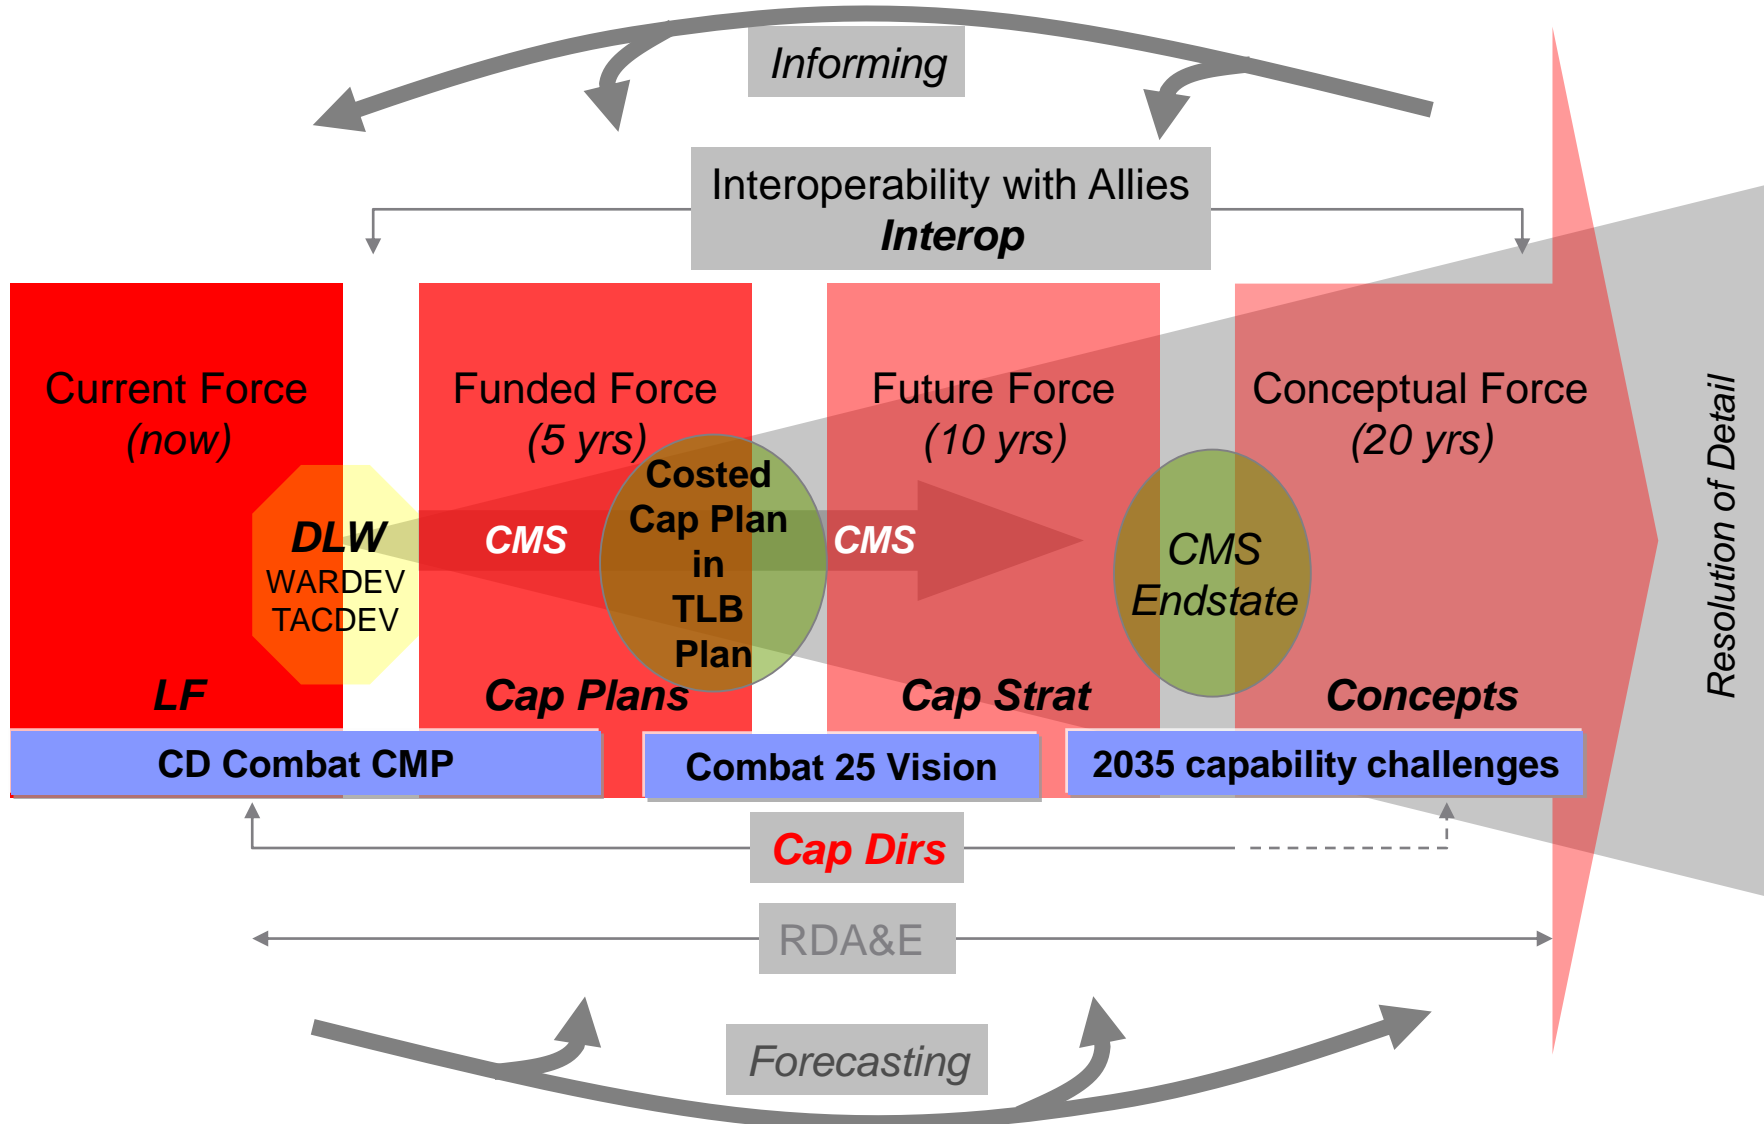 Informing
Interoperability with Allies
Interop
Current Force
(now)
Funded Force
(5 yrs)
Future Force
(10 yrs)
Conceptual Force
(20 yrs)
Resolution of Detail
DLW
WARDEV
TACDEV
CMS
Costed
Cap Plan
in
TLB
Plan
CMS
CMS
Endstate
LF
Cap Plans
Cap Strat
Concepts
CD Combat CMP
Combat 25 Vision
2035 capability challenges
Cap Dirs
RDA&E
Forecasting